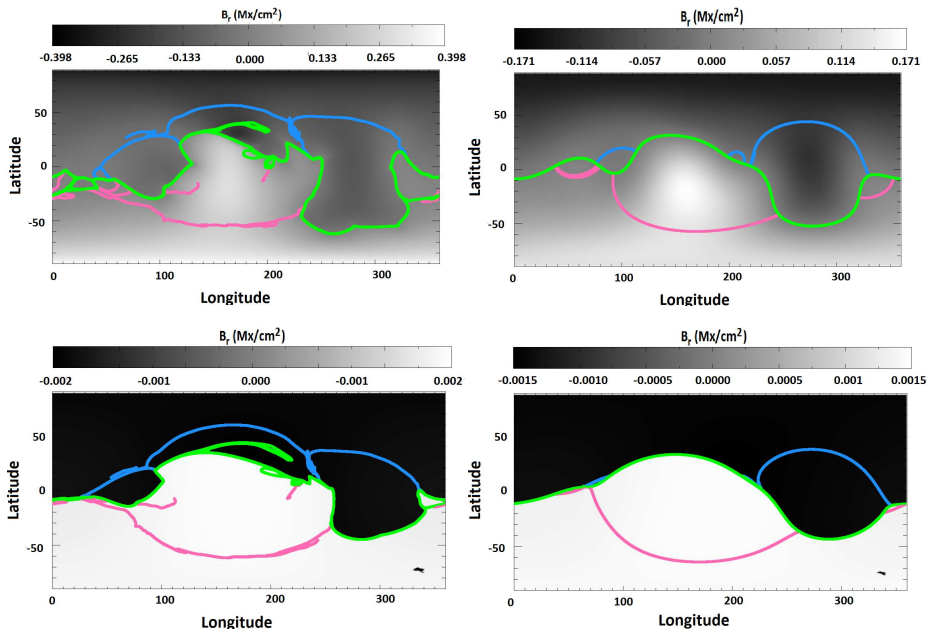 B_r (Mx/cm²)
-0.398 -0.265 -0.133 0.000 0.133 0.265 0.398
Latitude
50
0
-50
0 100 200 300
Longitude
B_r (Mx/cm²)
-0.171 -0.114 -0.057 0.000 0.057 0.114 0.171
Latitude
50
0
-50
0 100 200 300
Longitude
B_r (Mx/cm²)
-0.002 -0.001 0.000 -0.001 0.002
Latitude
50
0
-50
0 100 200 300
Longitude
B_r (Mx/cm²)
-0.0015 -0.0010 -0.0005 0.0000 0.0005 0.001 0.0015
Latitude
50
0
-50
0 100 200 300
Longitude